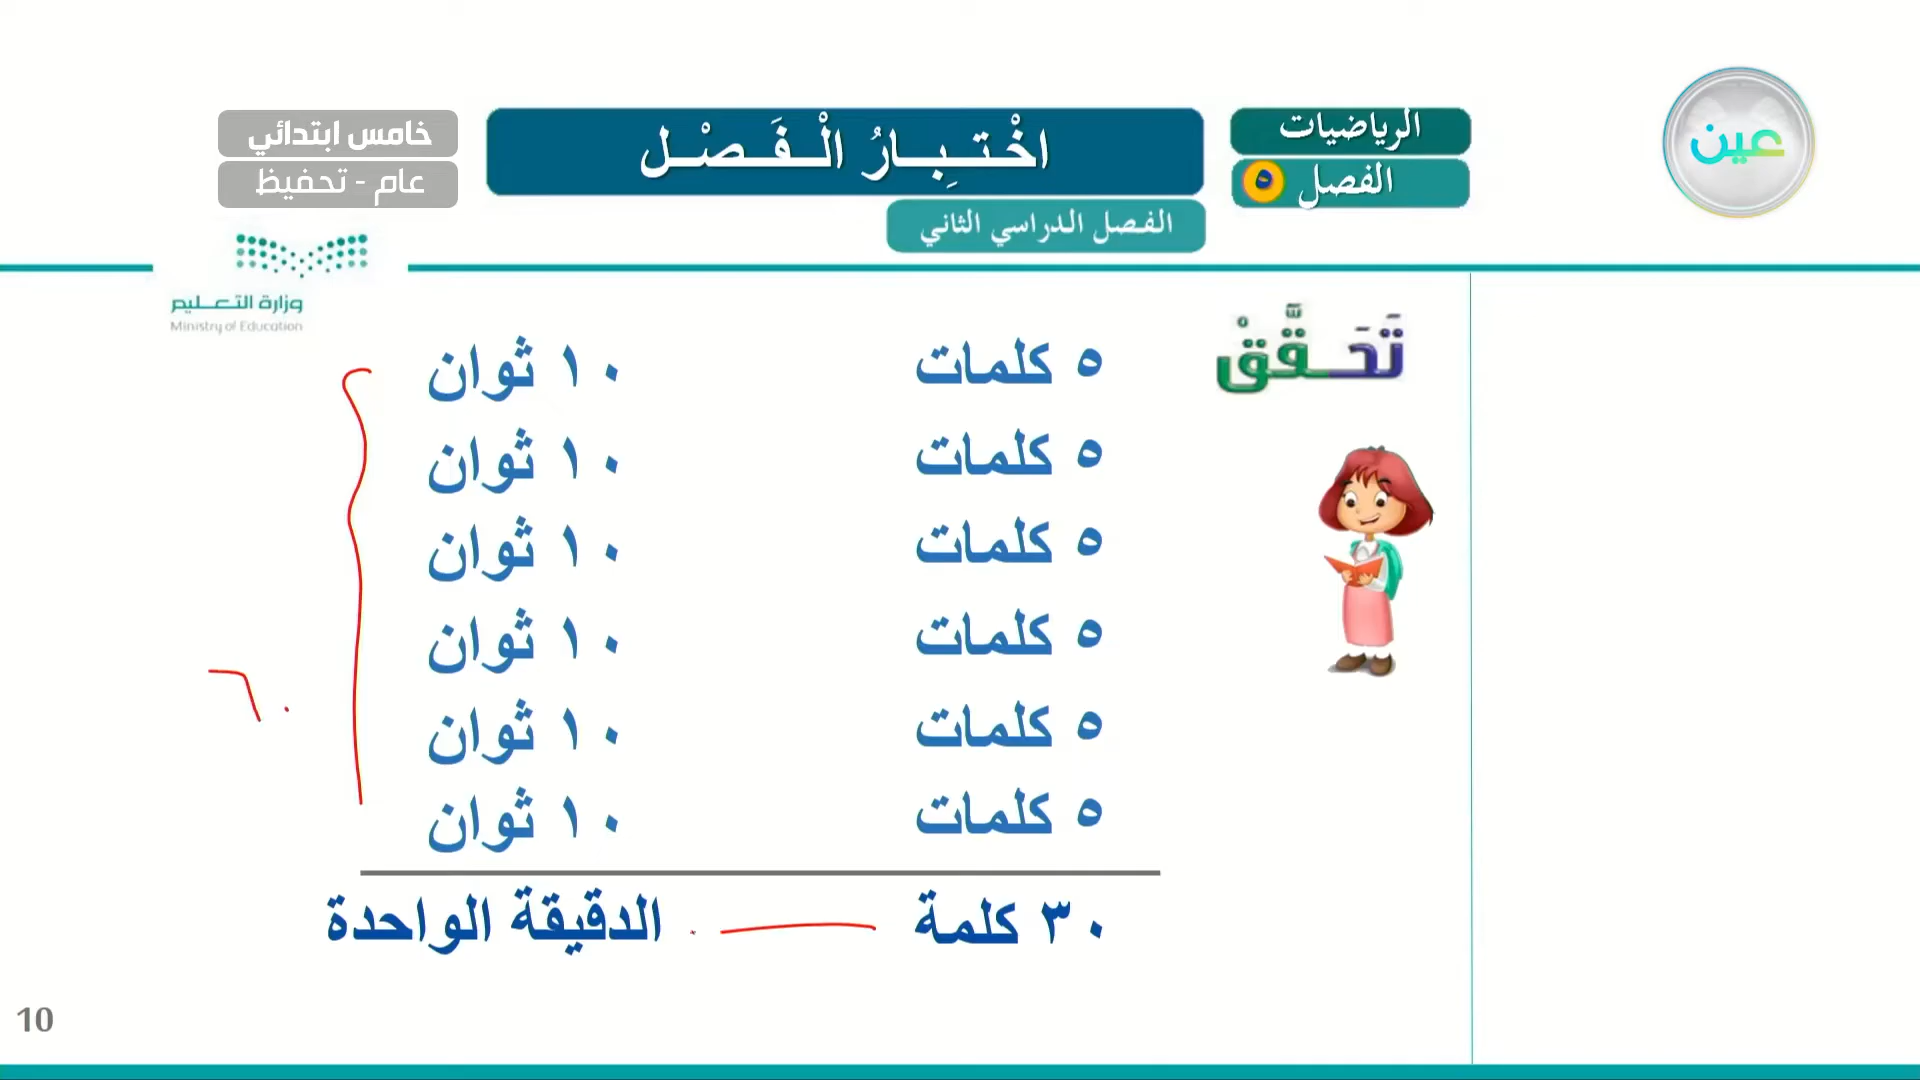 عين
الرياضيات
الفصل ٥
اخْتِبَارُ الْفَصْل
الفصل الدراسي الثاني
خامس ابتدائي
عام - تحفيظ
وزارة التعليم
Ministry of Education
تَحَقَّقْ
٥ كلمات ١٠ ثوان
٥ كلمات ١٠ ثوان
٥ كلمات ١٠ ثوان
٥ كلمات ١٠ ثوان
٥ كلمات ١٠ ثوان
٥ كلمات ١٠ ثوان
٦٠
٣٠ كلمة الدقيقة الواحدة
10